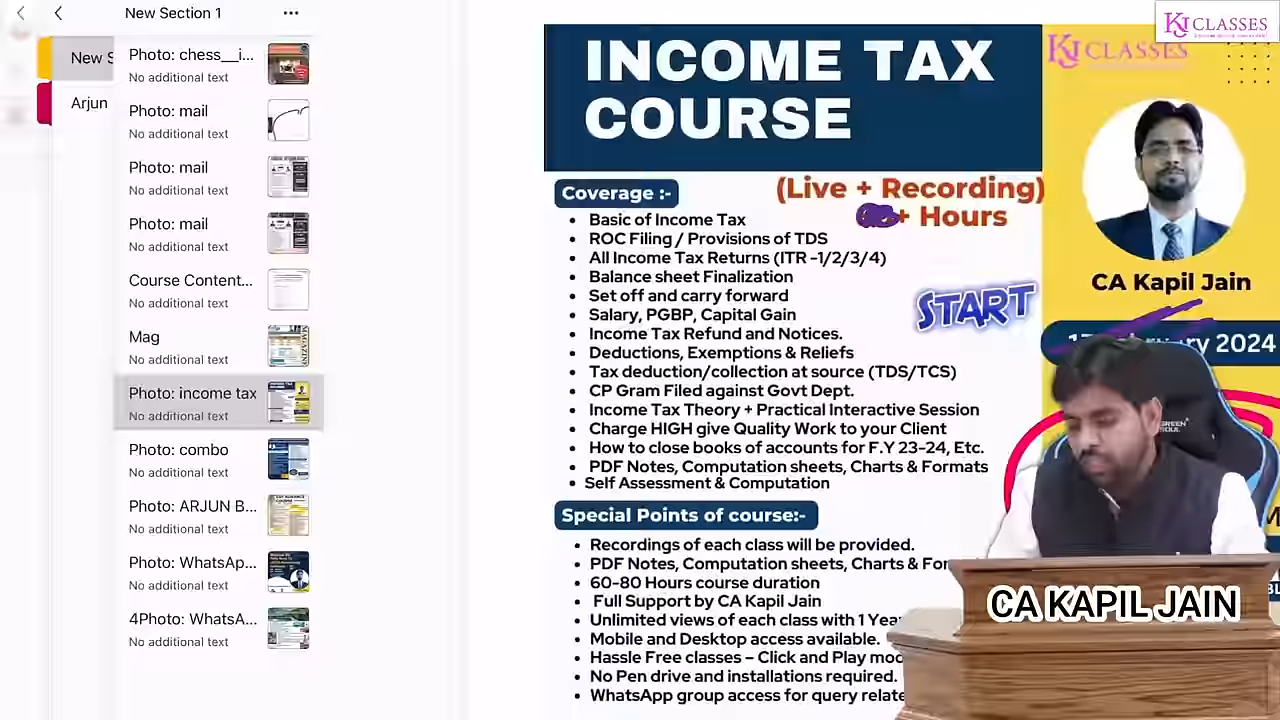 New Section 1
New S
Arjun
Photo: chess__i...
additional text
Photo: mail
No additional text
Photo: mail
No additional text
Photo: mail
No additional text
Course Content...
No additional text
Mag
No additional text
Photo: income tax
No additional text
Photo: combo
No additional text
Photo: ARJUN B...
No additional text
Photo: WhatsAp...
No additional text
4Photo: WhatsA...
No additional text
INCOME TAX
COURSE
Coverage :-
(Live + Recording)
+ Hours
• Basic of Income Tax
• ROC Filing / Provisions of TDS
• All Income Tax Returns (ITR -1/2/3/4)
• Balance sheet Finalization
• Set off and carry forward
• Salary, PGBP, Capital Gain
• Income Tax Refund and Notices.
• Deductions, Exemptions & Reliefs
• Tax deduction/collection at source (TDS/TCS)
• CP Gram Filed against Govt Dept.
• Income Tax Theory + Practical Interactive Session
• Charge HIGH give Quality Work to your Client
• How to close books of accounts for F.Y 23-24, Etc.
• PDF Notes, Computation sheets, Charts & Formats
• Self Assessment & Computation
START
Special Points of course:-
• Recordings of each class will be provided.
• PDF Notes, Computation sheets, Charts & For
• 60-80 Hours course duration
• Full Support by CA Kapil Jain
• Unlimited views of each class with 1 Year
• Mobile and Desktop access available.
• Hassle Free classes – Click and Play mod
• No Pen drive and installations required.
• WhatsApp group access for query relate
KJ CLASSES
KJ CLASSES
CA Kapil Jain
2024
GREEN
SOUL
CA KAPIL JAIN